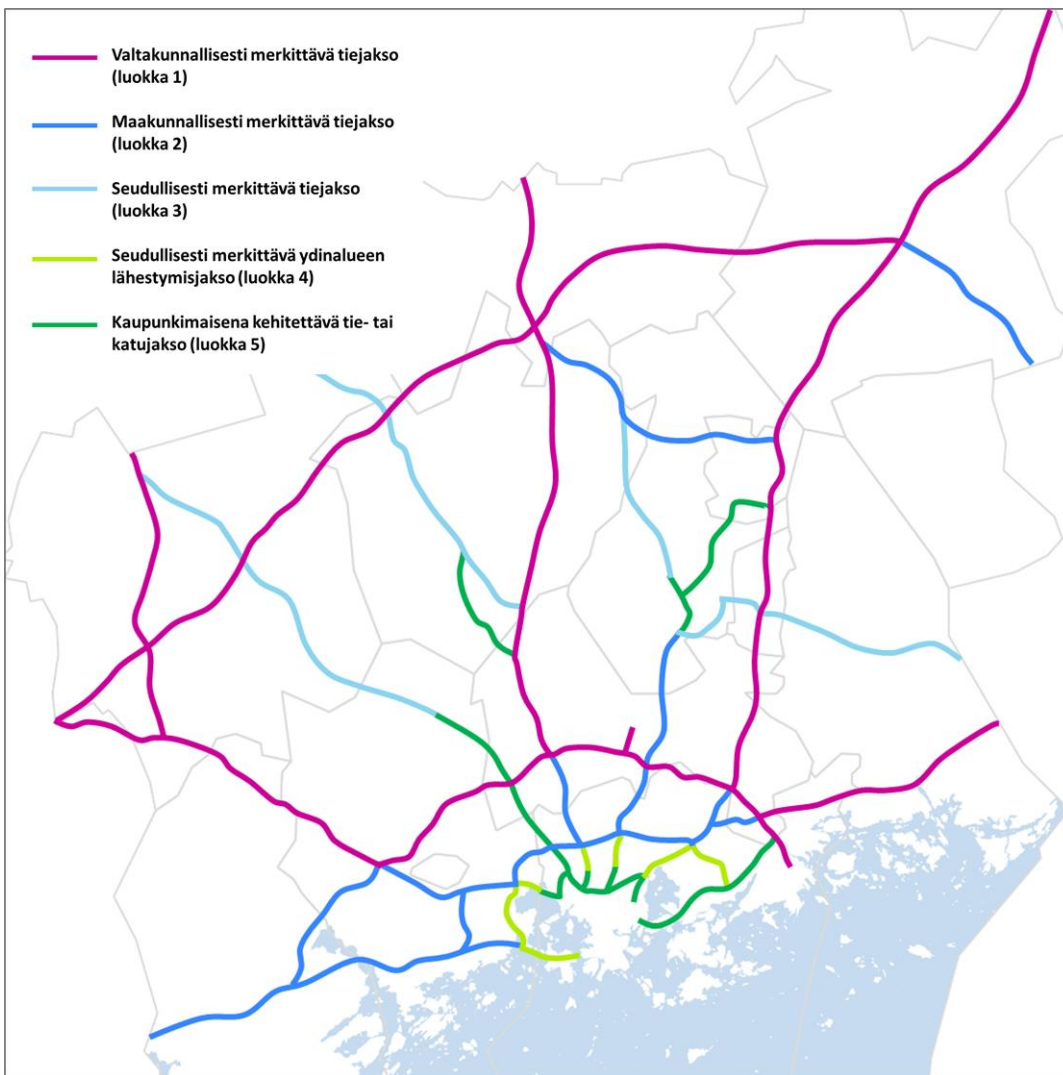 Valtakunnallisesti merkittävä tiejakso
(luokka 1)
Maakunnallisesti merkittävä tiejakso
(luokka 2)
Seudullisesti merkittävä tiejakso
(luokka 3)
Seudullisesti merkittävä ydinalueen
lähestymisjakso (luokka 4)
Kaupunkimaisena kehitettävä tie- tai
katujakso (luokka 5)